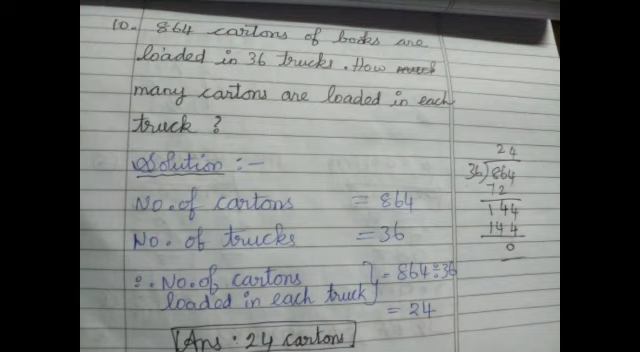 10. 864 cartons of books are
loaded in 36 trucks. How much
many cartons are loaded in each
truck ?
Solution :-
No. of cartons = 864
No. of trucks = 36
∴ No. of cartons
loaded in each truck } = 864 ÷ 36
= 24
Ans : 24 cartons
24
36)864
72
144
144
0